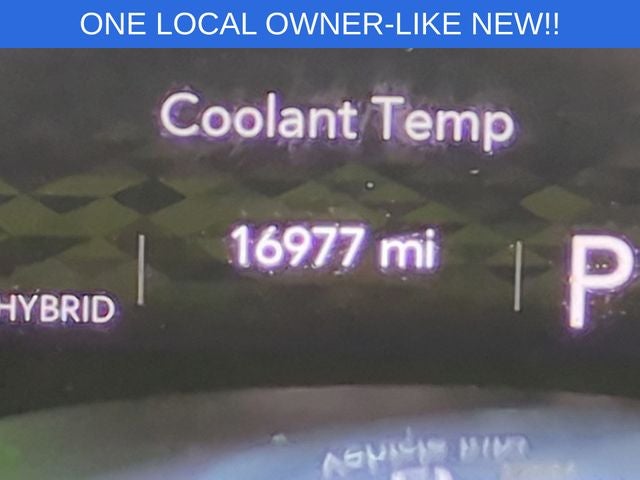 ONE LOCAL OWNER-LIKE NEW!!
Coolant Temp
16977 mi
HYBRID
P